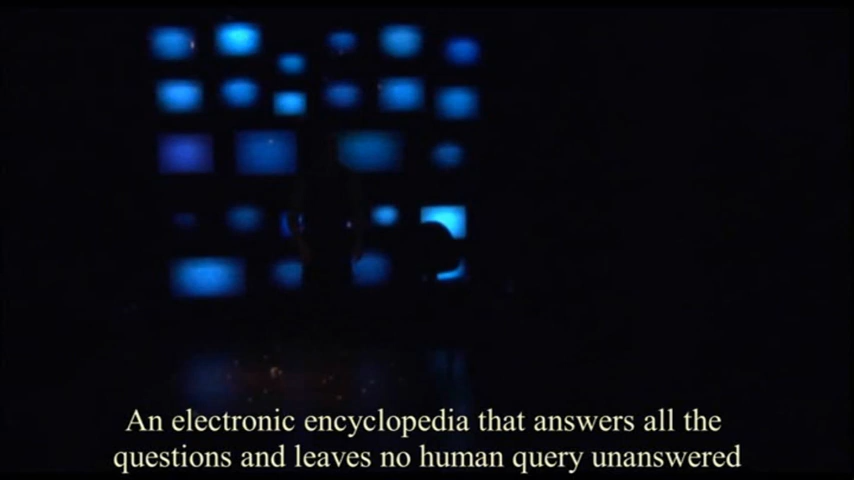 An electronic encyclopedia that answers all the
questions and leaves no human query unanswered